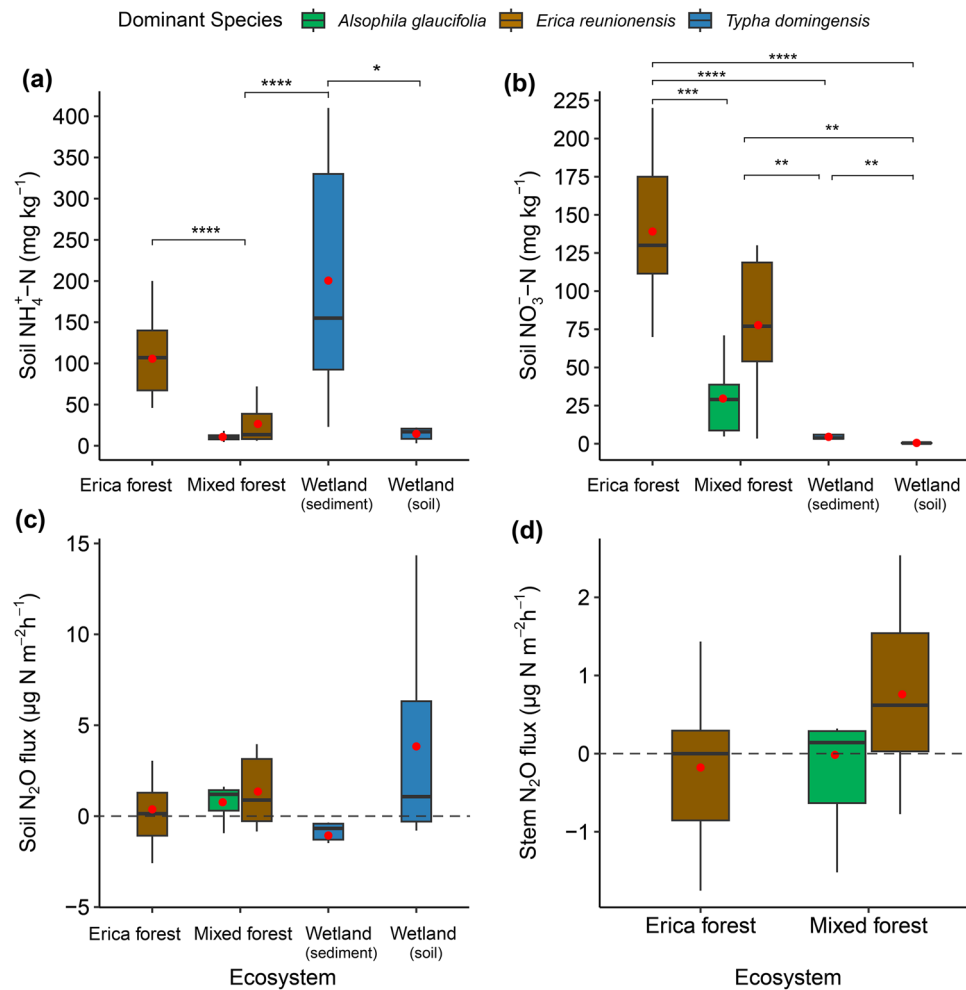 Dominant Species Alsophila glaucifolia Erica reunionensis Typha domingensis
(a)
**** *
****
Soil NH₄⁺−N (mg kg⁻¹)
400
350
300
250
200
150
100
50
0
Erica forest Mixed forest Wetland (sediment) Wetland (soil)
(b)
****
****
***
**
** **
Soil NO₃⁻−N (mg kg⁻¹)
225
200
175
150
125
100
75
50
25
0
Erica forest Mixed forest Wetland (sediment) Wetland (soil)
(c)
Soil N₂O flux (µg N m⁻²h⁻¹)
15
10
5
0
−5
Erica forest Mixed forest Wetland (sediment) Wetland (soil)
Ecosystem
(d)
Stem N₂O flux (µg N m⁻²h⁻¹)
2
1
0
−1
Erica forest Mixed forest
Ecosystem